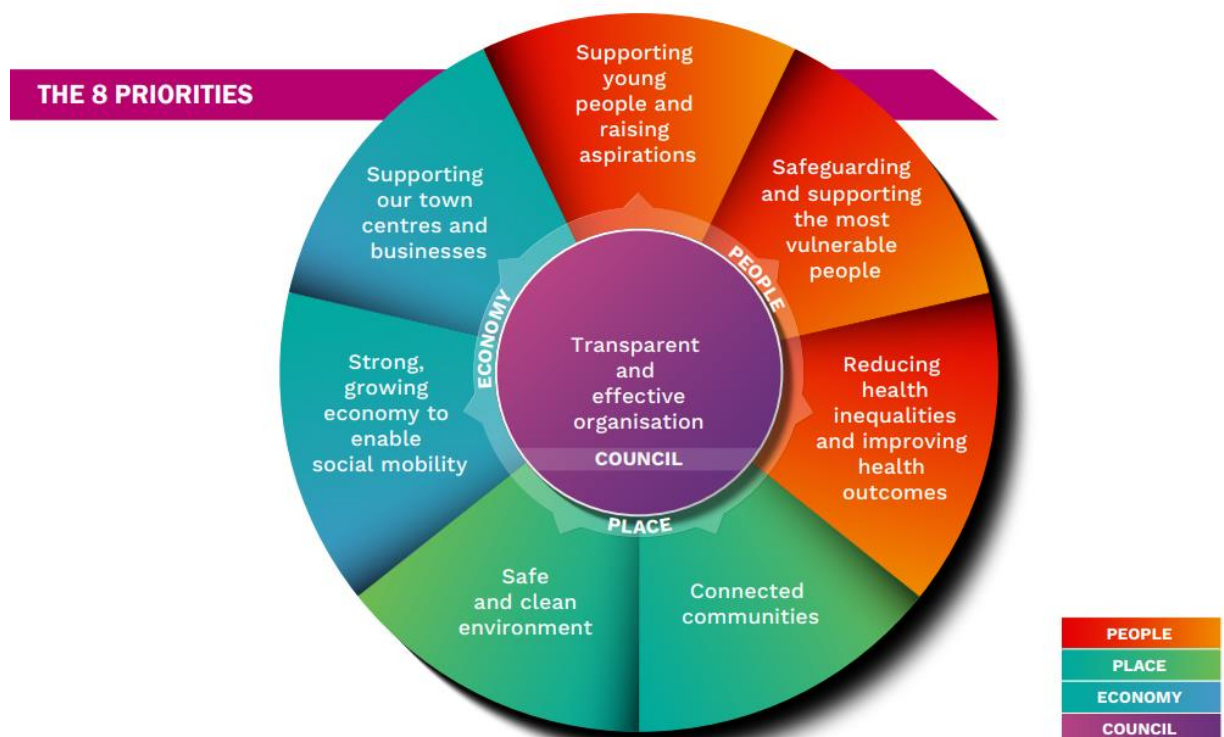 THE 8 PRIORITIES
Supporting
young
people and
raising
aspirations
Safeguarding
and supporting
the most
vulnerable
people
Reducing
health
inequalities
and improving
health
outcomes
Connected
communities
Safe
and clean
environment
Strong,
growing
economy to
enable
social mobility
Supporting
our town
centres and
businesses
PEOPLE
PLACE
ECONOMY
Transparent
and
effective
organisation
COUNCIL
PEOPLE
PLACE
ECONOMY
COUNCIL